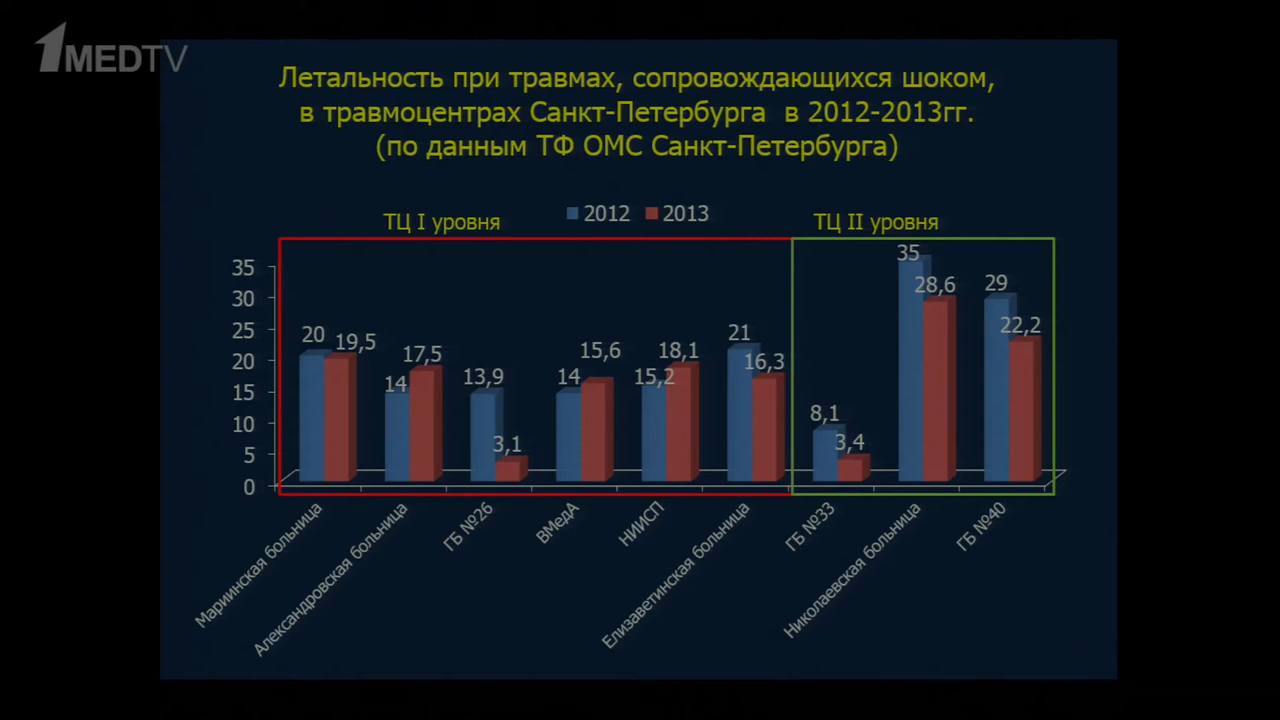 1MEDTV
Летальность при травмах, сопровождающихся шоком,
в травмоцентрах Санкт-Петербурга в 2012-2013гг.
(по данным ТФ ОМС Санкт-Петербурга)
2012 2013
ТЦ I уровня
ТЦ II уровня
35
30
25
20
15
10
5
0
20
19,5
14
17,5
13,9
3,1
14
15,6
15,2
18,1
21
16,3
8,1
3,4
35
28,6
29
22,2
Мариинская больница
Александровская больница
ГБ №26
ВМедА
НИИСП
Елизаветинская больница
ГБ №33
Николаевская больница
ГБ №40